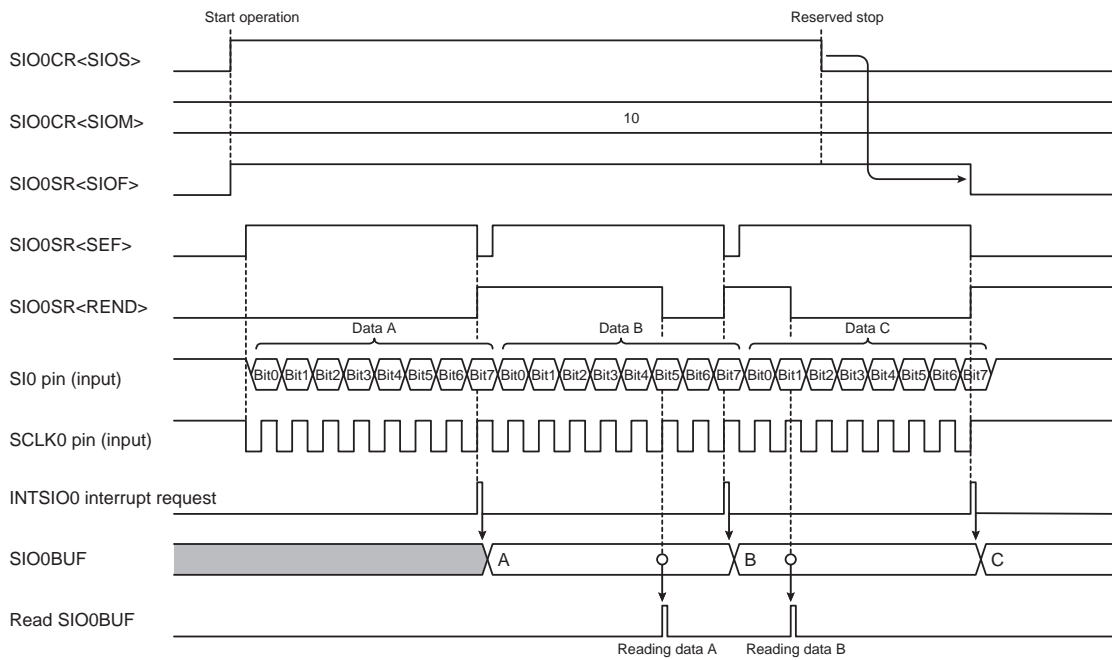 Start operation Reserved stop
SIO0CR<SIOS>
SIO0CR<SIOM> 10
SIO0SR<SIOF>
SIO0SR<SEF>
SIO0SR<REND>
Data A Data B Data C
SI0 pin (input) Bit0 Bit1 Bit2 Bit3 Bit4 Bit5 Bit6 Bit7 Bit0 Bit1 Bit2 Bit3 Bit4 Bit5 Bit6 Bit7 Bit0 Bit1 Bit2 Bit3 Bit4 Bit5 Bit6 Bit7
SCLK0 pin (input)
INTSIO0 interrupt request
SIO0BUF A B C
Read SIO0BUF
Reading data A Reading data B